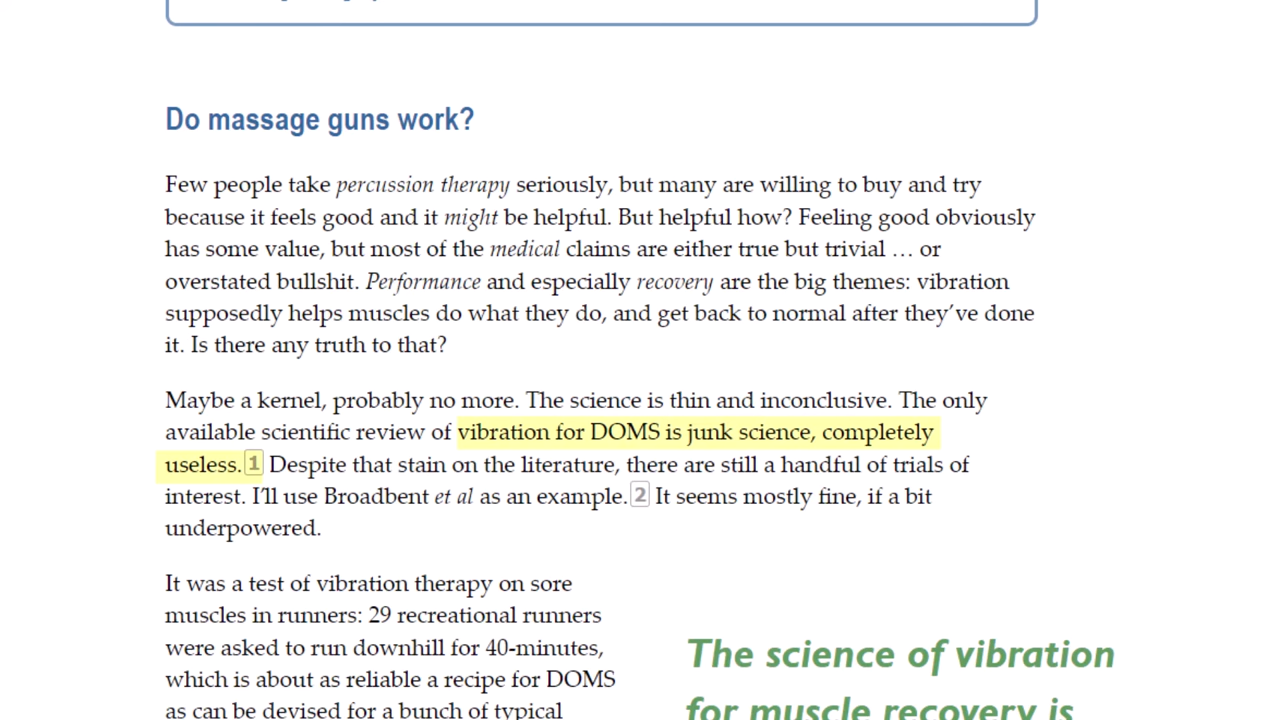 Do massage guns work?
Few people take percussion therapy seriously, but many are willing to buy and try
because it feels good and it might be helpful. But helpful how? Feeling good obviously
has some value, but most of the medical claims are either true but trivial … or
overstated bullshit. Performance and especially recovery are the big themes: vibration
supposedly helps muscles do what they do, and get back to normal after they’ve done
it. Is there any truth to that?
Maybe a kernel, probably no more. The science is thin and inconclusive. The only
available scientific review of vibration for DOMS is junk science, completely
useless.1 Despite that stain on the literature, there are still a handful of trials of
interest. I’ll use Broadbent et al as an example.2 It seems mostly fine, if a bit
underpowered.
It was a test of vibration therapy on sore
muscles in runners: 29 recreational runners
were asked to run downhill for 40-minutes,
which is about as reliable a recipe for DOMS
as can be devised for a bunch of typical
The science of vibration
for muscle recovery is